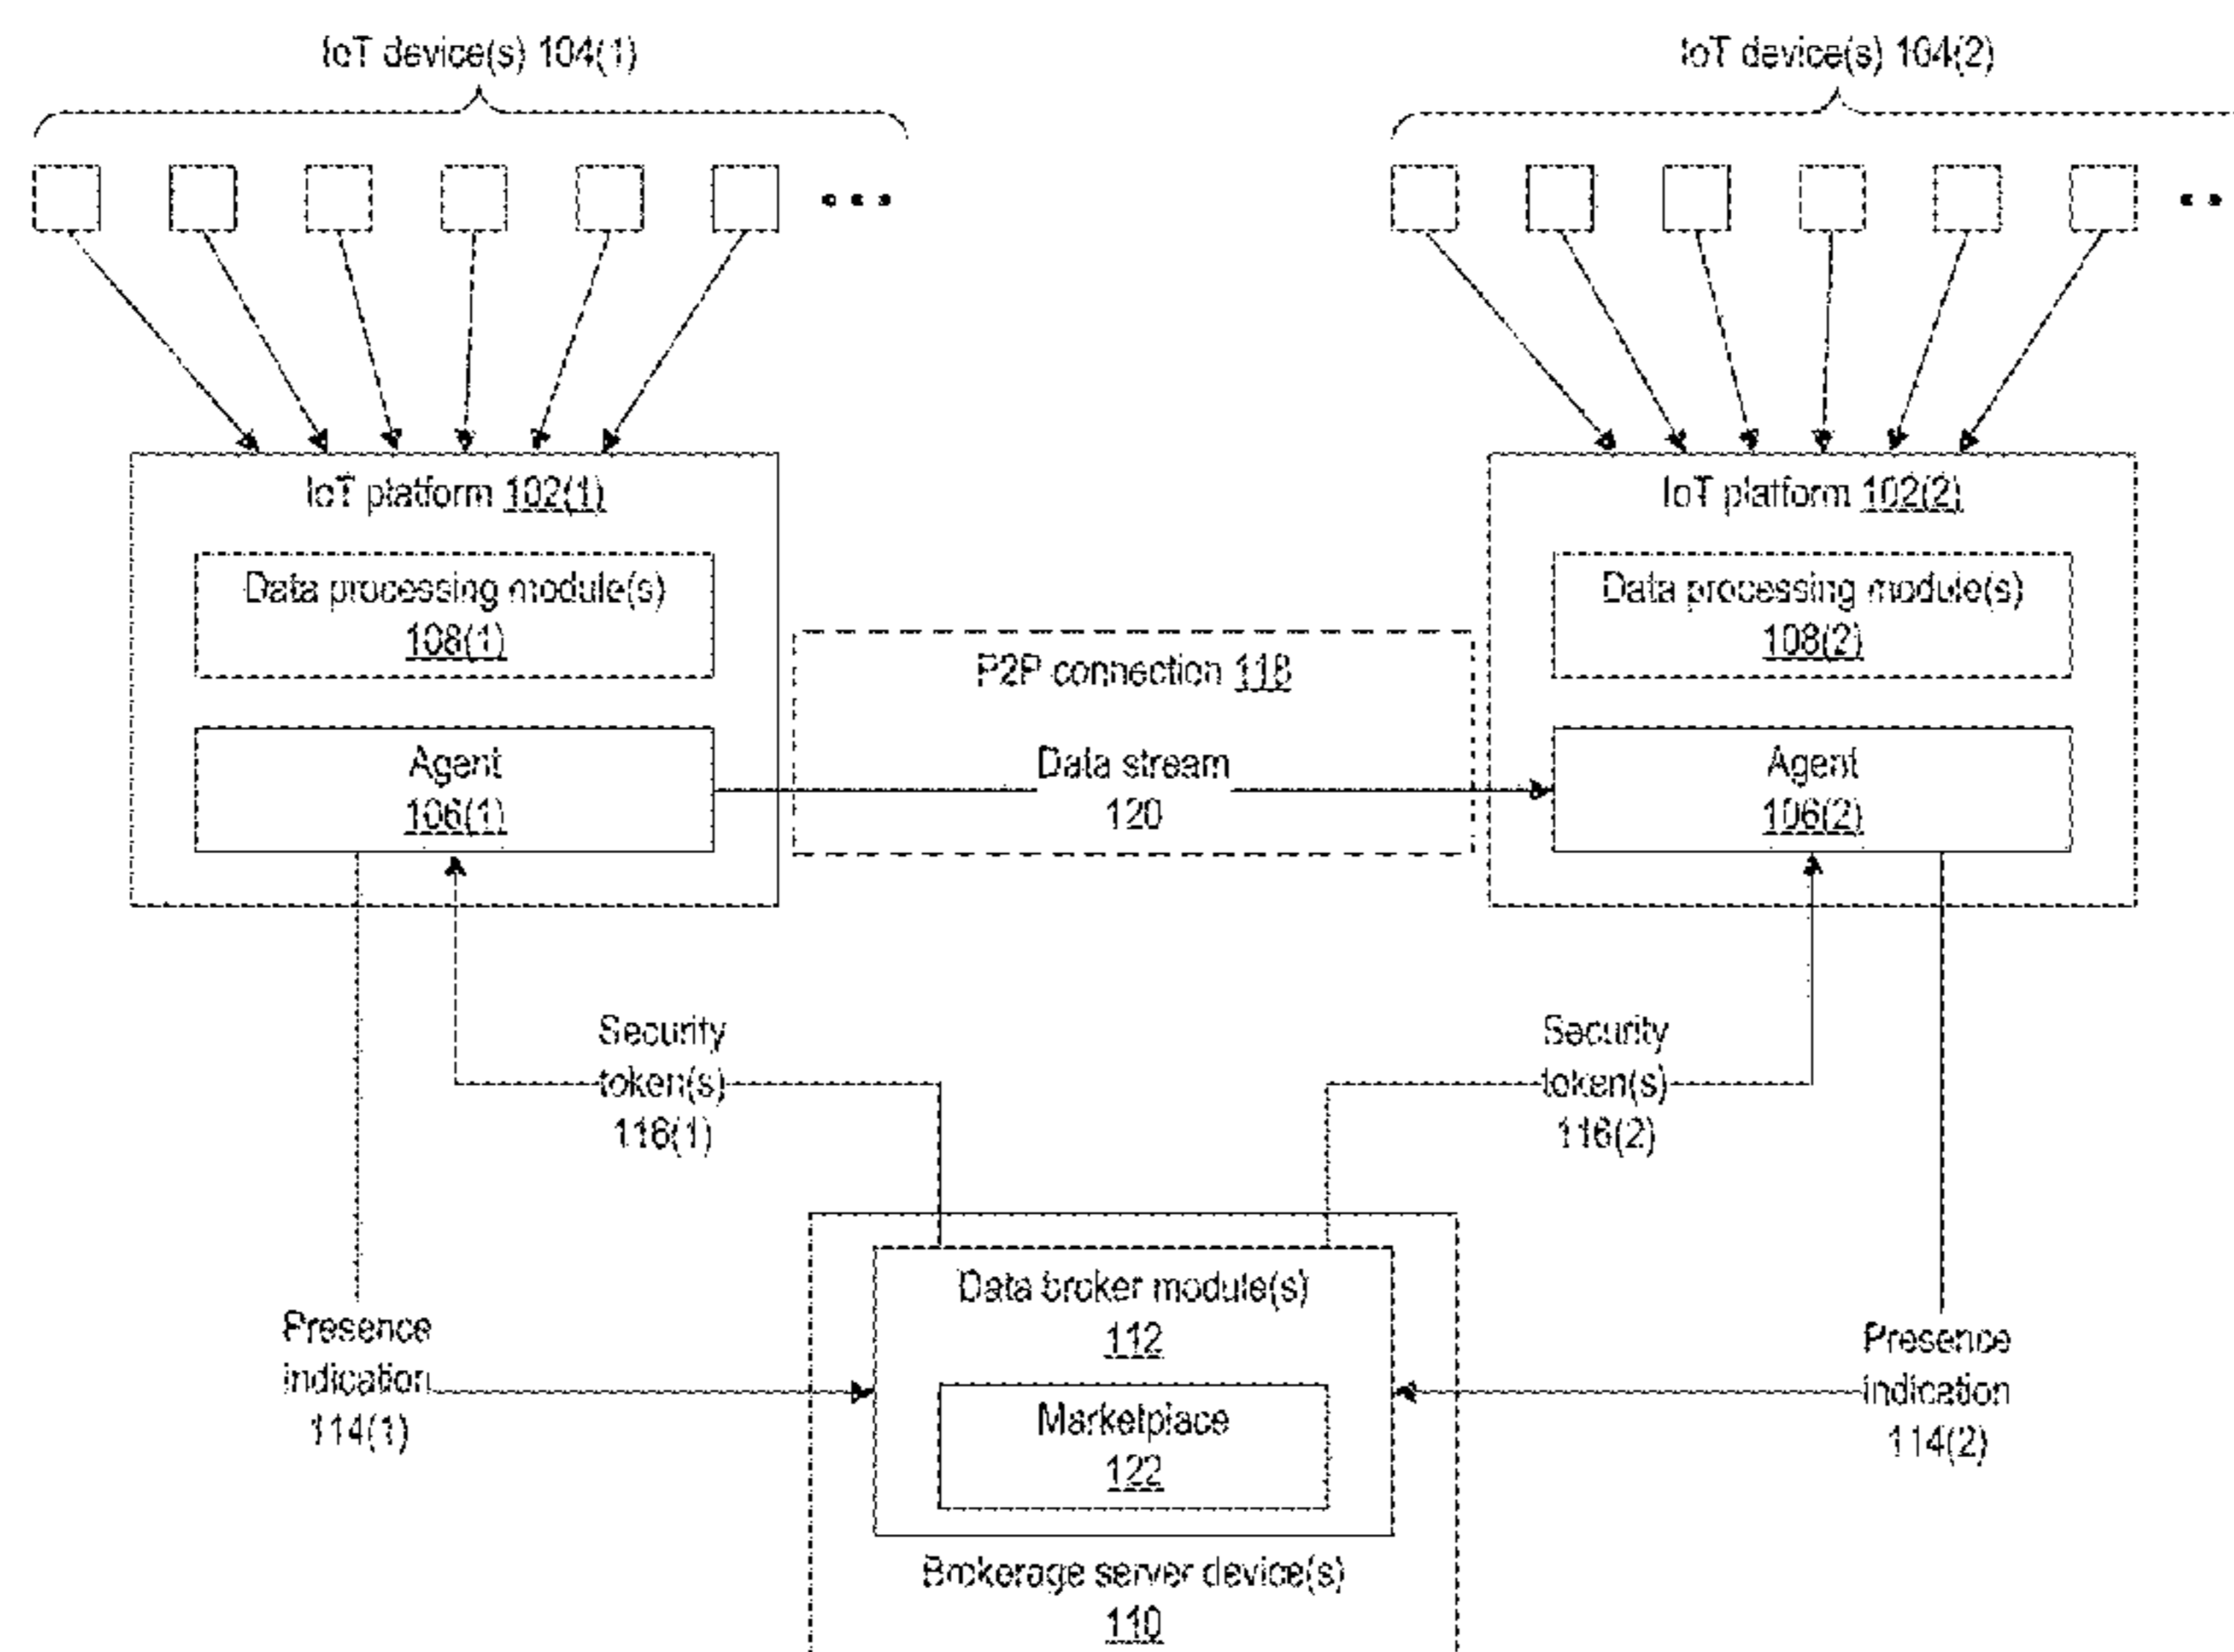 IoT device(s) 104(1)
IoT device(s) 104(2)
IoT platform 102(1)
Data processing module(s)
108(1)
Agent
106(1)
P2P connection 118
Data stream
120
IoT platform 102(2)
Data processing module(s)
108(2)
Agent
106(2)
Security
token(s)
116(1)
Security
token(s)
116(2)
Presence
indication
114(1)
Data broker module(s)
112
Marketplace
122
Brokerage server device(s)
110
Presence
indication
114(2)